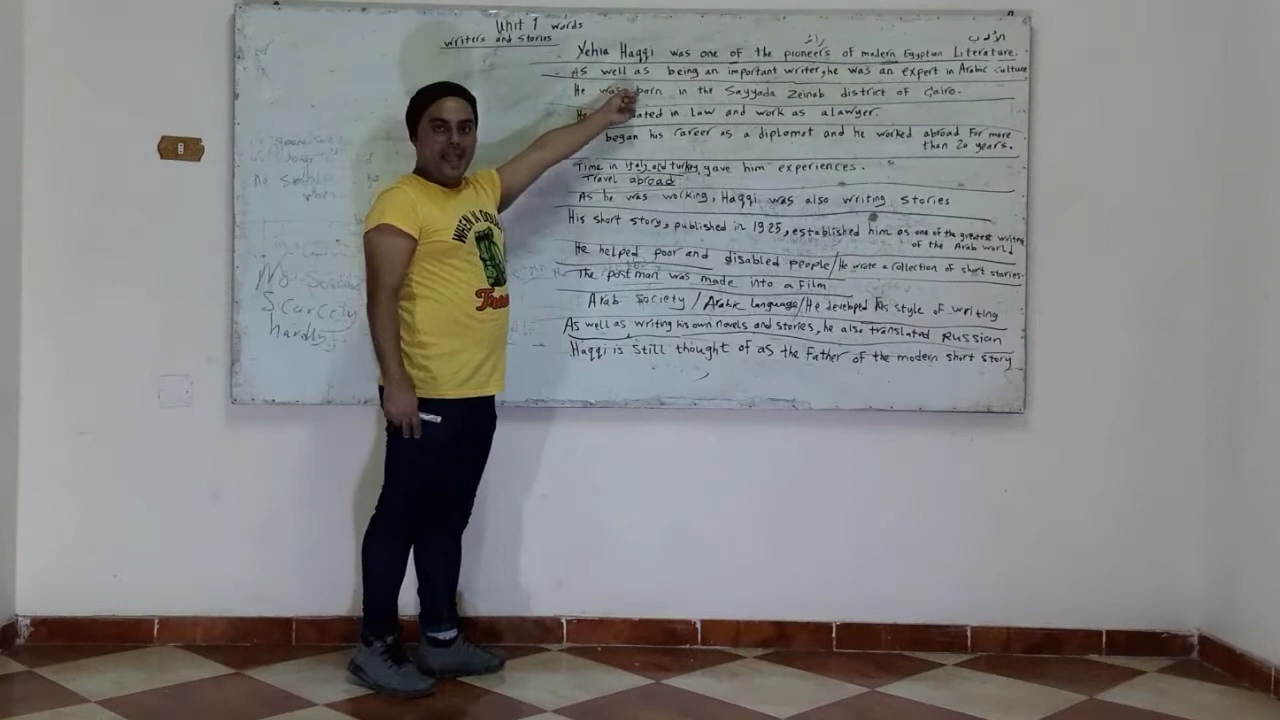 Unit 1 words
writers and stories
رائد
الأدب
Yehia Haqqi was one of the pioneers of modern Egyptian Literature.
As well as being an important writer, he was an expert in Arabic culture
He was born in the Sayyada Zeinab district of Cairo.
He in Law and work as a lawyer.
began his career as a diplomat and he worked abroad For more
than 20 years.
Time in Italy and turkey gave him experiences.
Travel abroad
As he was working, Haqqi was also writing stories
His short story, published in 1925, established him as one of the greatest
of the Arab world
He helped poor and disabled people / He wrote a collection of short stories.
The postman was made into a Film
Arab society / Arabic Language / He his style of writing
As well as writing his own novels and stories, he also translated Russian
Haqqi is still thought of as the Father of the modern short story
No
Scarcety
hardly
WHEN